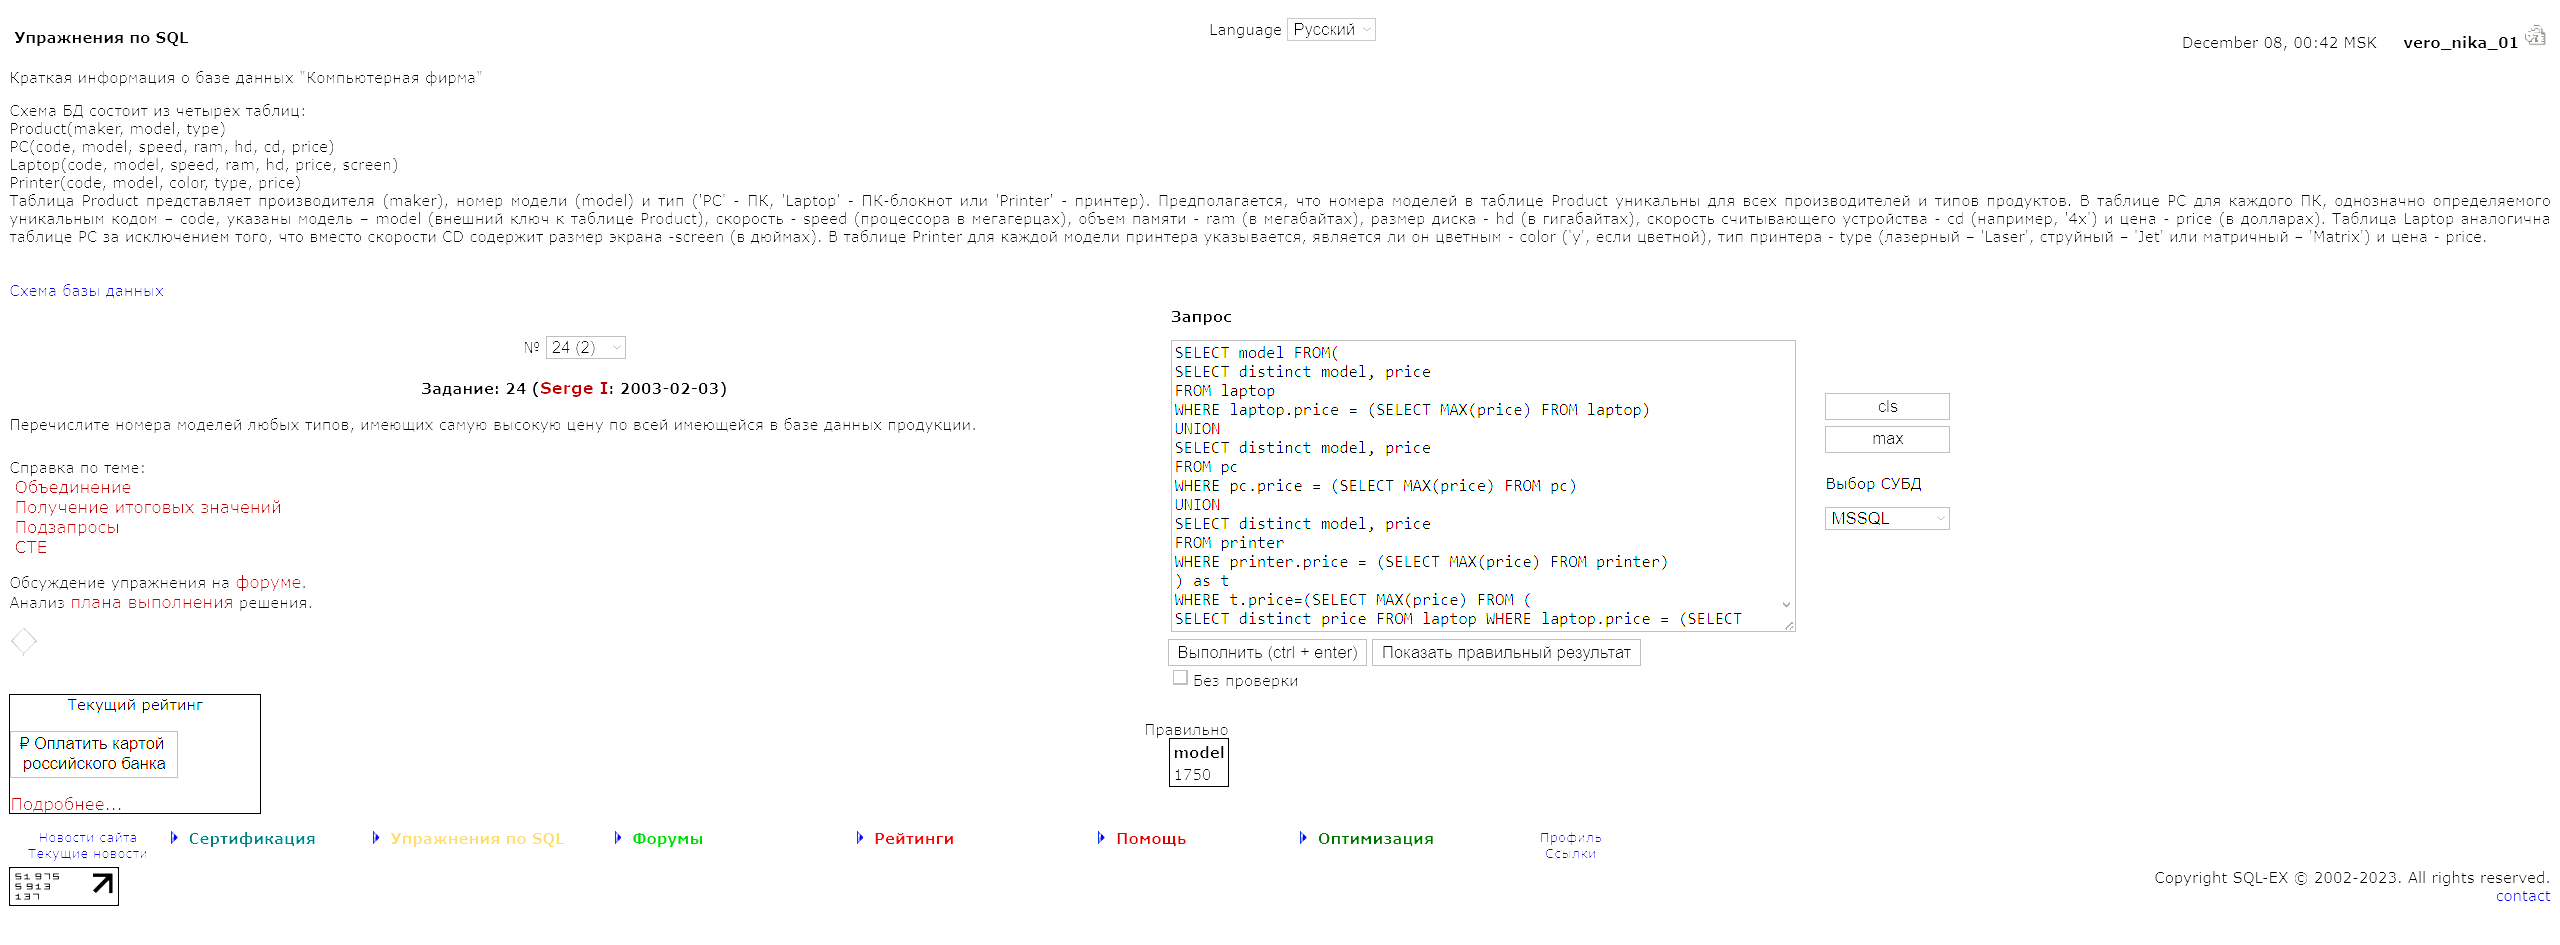 Упражнения по SQL
Language Русский
December 08, 00:42 MSK vero_nika_01
Краткая информация о базе данных "Компьютерная фирма"
Схема БД состоит из четырех таблиц:
Product(maker, model, type)
PC(code, model, speed, ram, hd, cd, price)
Laptop(code, model, speed, ram, hd, price, screen)
Printer(code, model, color, type, price)
Таблица Product представляет производителя (maker), номер модели (model) и тип ('PC' - ПК, 'Laptop' - ПК-блокнот или 'Printer' - принтер). Предполагается, что номера моделей в таблице Product уникальны для всех производителей и типов продуктов. В таблице PC для каждого ПК, однозначно определяемого
уникальным кодом – code, указаны модель – model (внешний ключ к таблице Product), скорость - speed (процессора в мегагерцах), объем памяти - ram (в мегабайтах), размер диска - hd (в гигабайтах), скорость считывающего устройства - cd (например, '4x') и цена - price (в долларах). Таблица Laptop аналогична
таблице PC за исключением того, что вместо скорости CD содержит размер экрана -screen (в дюймах). В таблице Printer для каждой модели принтера указывается, является ли он цветным - color ('y', если цветной), тип принтера - type (лазерный – 'Laser', струйный – 'Jet' или матричный – 'Matrix') и цена - price.
Схема базы данных
№ 24 (2)
Задание: 24 (Serge I: 2003-02-03)
Перечислите номера моделей любых типов, имеющих самую высокую цену по всей имеющейся в базе данных продукции.
Справка по теме:
Объединение
Получение итоговых значений
Подзапросы
CTE
Обсуждение упражнения на форуме.
Анализ плана выполнения решения.
Запрос
SELECT model FROM(
SELECT distinct model, price
FROM laptop
WHERE laptop.price = (SELECT MAX(price) FROM laptop)
UNION
SELECT distinct model, price
FROM pc
WHERE pc.price = (SELECT MAX(price) FROM pc)
UNION
SELECT distinct model, price
FROM printer
WHERE printer.price = (SELECT MAX(price) FROM printer)
) as t
WHERE t.price=(SELECT MAX(price) FROM (
SELECT distinct price FROM laptop WHERE laptop.price = (SELECT
cls
max
Выбор СУБД
MSSQL
Выполнить (ctrl + enter) Показать правильный результат
Без проверки
Правильно
model
1750
Текущий рейтинг
₽ Оплатить картой
российского банка
Подробнее...
Новости сайта
Текущие новости
Сертификация
Упражнения по SQL
Форумы
Рейтинги
Помощь
Оптимизация
Профиль
Ссылки
51 975
5 913
137
Copyright SQL-EX © 2002-2023. All rights reserved.
contact